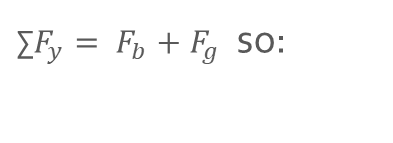 ∑F_y = F_b + F_g so: